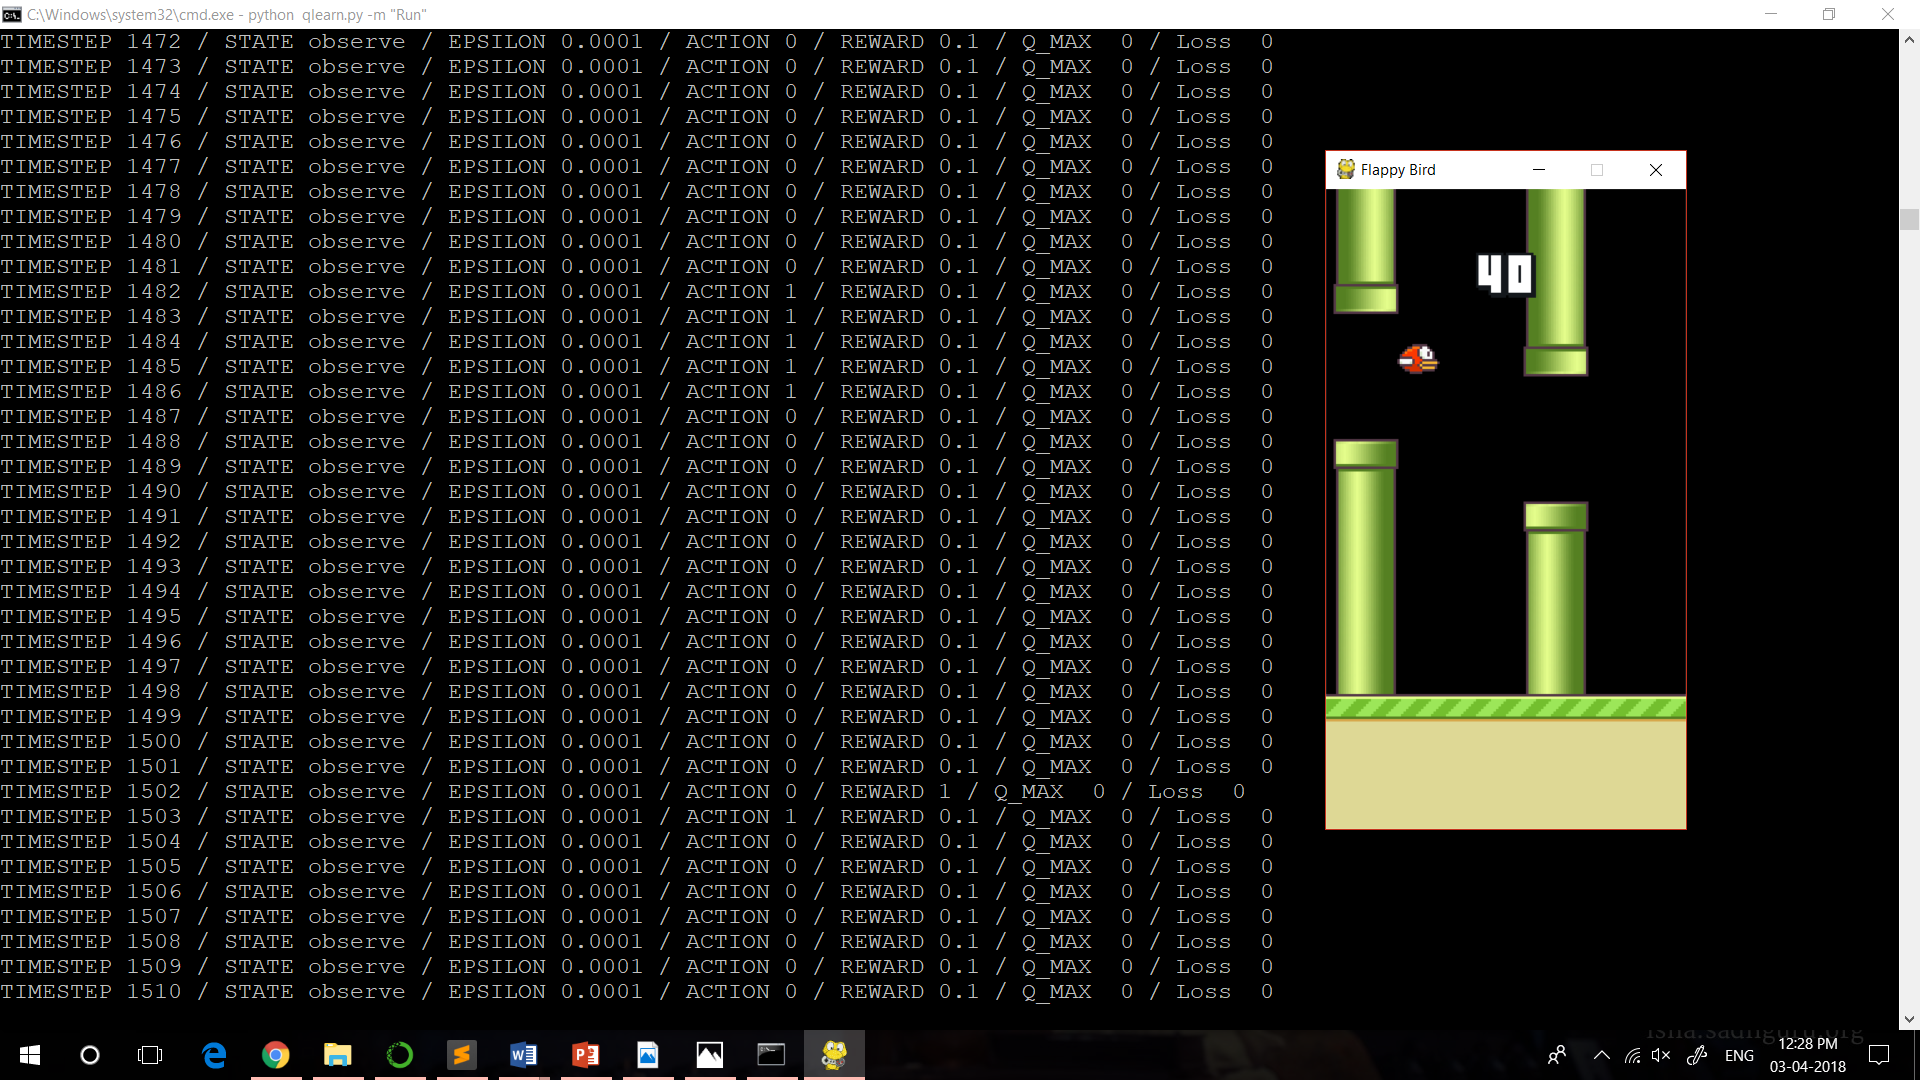 C:\Windows\system32\cmd.exe - python  qlearn.py -m "Run"
TIMESTEP 1472 / STATE observe / EPSILON 0.0001 / ACTION 0 / REWARD 0.1 / Q_MAX  0 / Loss  0
TIMESTEP 1473 / STATE observe / EPSILON 0.0001 / ACTION 0 / REWARD 0.1 / Q_MAX  0 / Loss  0
TIMESTEP 1474 / STATE observe / EPSILON 0.0001 / ACTION 0 / REWARD 0.1 / Q_MAX  0 / Loss  0
TIMESTEP 1475 / STATE observe / EPSILON 0.0001 / ACTION 0 / REWARD 0.1 / Q_MAX  0 / Loss  0
TIMESTEP 1476 / STATE observe / EPSILON 0.0001 / ACTION 0 / REWARD 0.1 / Q_MAX  0 / Loss  0
TIMESTEP 1477 / STATE observe / EPSILON 0.0001 / ACTION 0 / REWARD 0.1 / Q_MAX  0 / Loss  0
TIMESTEP 1478 / STATE observe / EPSILON 0.0001 / ACTION 0 / REWARD 0.1 / Q_MAX  0 / Loss  0
TIMESTEP 1479 / STATE observe / EPSILON 0.0001 / ACTION 0 / REWARD 0.1 / Q_MAX  0 / Loss  0
TIMESTEP 1480 / STATE observe / EPSILON 0.0001 / ACTION 0 / REWARD 0.1 / Q_MAX  0 / Loss  0
TIMESTEP 1481 / STATE observe / EPSILON 0.0001 / ACTION 0 / REWARD 0.1 / Q_MAX  0 / Loss  0
TIMESTEP 1482 / STATE observe / EPSILON 0.0001 / ACTION 1 / REWARD 0.1 / Q_MAX  0 / Loss  0
TIMESTEP 1483 / STATE observe / EPSILON 0.0001 / ACTION 1 / REWARD 0.1 / Q_MAX  0 / Loss  0
TIMESTEP 1484 / STATE observe / EPSILON 0.0001 / ACTION 1 / REWARD 0.1 / Q_MAX  0 / Loss  0
TIMESTEP 1485 / STATE observe / EPSILON 0.0001 / ACTION 1 / REWARD 0.1 / Q_MAX  0 / Loss  0
TIMESTEP 1486 / STATE observe / EPSILON 0.0001 / ACTION 1 / REWARD 0.1 / Q_MAX  0 / Loss  0
TIMESTEP 1487 / STATE observe / EPSILON 0.0001 / ACTION 0 / REWARD 0.1 / Q_MAX  0 / Loss  0
TIMESTEP 1488 / STATE observe / EPSILON 0.0001 / ACTION 0 / REWARD 0.1 / Q_MAX  0 / Loss  0
TIMESTEP 1489 / STATE observe / EPSILON 0.0001 / ACTION 0 / REWARD 0.1 / Q_MAX  0 / Loss  0
TIMESTEP 1490 / STATE observe / EPSILON 0.0001 / ACTION 0 / REWARD 0.1 / Q_MAX  0 / Loss  0
TIMESTEP 1491 / STATE observe / EPSILON 0.0001 / ACTION 0 / REWARD 0.1 / Q_MAX  0 / Loss  0
TIMESTEP 1492 / STATE observe / EPSILON 0.0001 / ACTION 0 / REWARD 0.1 / Q_MAX  0 / Loss  0
TIMESTEP 1493 / STATE observe / EPSILON 0.0001 / ACTION 0 / REWARD 0.1 / Q_MAX  0 / Loss  0
TIMESTEP 1494 / STATE observe / EPSILON 0.0001 / ACTION 0 / REWARD 0.1 / Q_MAX  0 / Loss  0
TIMESTEP 1495 / STATE observe / EPSILON 0.0001 / ACTION 0 / REWARD 0.1 / Q_MAX  0 / Loss  0
TIMESTEP 1496 / STATE observe / EPSILON 0.0001 / ACTION 0 / REWARD 0.1 / Q_MAX  0 / Loss  0
TIMESTEP 1497 / STATE observe / EPSILON 0.0001 / ACTION 0 / REWARD 0.1 / Q_MAX  0 / Loss  0
TIMESTEP 1498 / STATE observe / EPSILON 0.0001 / ACTION 0 / REWARD 0.1 / Q_MAX  0 / Loss  0
TIMESTEP 1499 / STATE observe / EPSILON 0.0001 / ACTION 0 / REWARD 0.1 / Q_MAX  0 / Loss  0
TIMESTEP 1500 / STATE observe / EPSILON 0.0001 / ACTION 0 / REWARD 0.1 / Q_MAX  0 / Loss  0
TIMESTEP 1501 / STATE observe / EPSILON 0.0001 / ACTION 0 / REWARD 0.1 / Q_MAX  0 / Loss  0
TIMESTEP 1502 / STATE observe / EPSILON 0.0001 / ACTION 0 / REWARD 1 / Q_MAX  0 / Loss  0
TIMESTEP 1503 / STATE observe / EPSILON 0.0001 / ACTION 1 / REWARD 0.1 / Q_MAX  0 / Loss  0
TIMESTEP 1504 / STATE observe / EPSILON 0.0001 / ACTION 0 / REWARD 0.1 / Q_MAX  0 / Loss  0
TIMESTEP 1505 / STATE observe / EPSILON 0.0001 / ACTION 0 / REWARD 0.1 / Q_MAX  0 / Loss  0
TIMESTEP 1506 / STATE observe / EPSILON 0.0001 / ACTION 0 / REWARD 0.1 / Q_MAX  0 / Loss  0
TIMESTEP 1507 / STATE observe / EPSILON 0.0001 / ACTION 0 / REWARD 0.1 / Q_MAX  0 / Loss  0
TIMESTEP 1508 / STATE observe / EPSILON 0.0001 / ACTION 0 / REWARD 0.1 / Q_MAX  0 / Loss  0
TIMESTEP 1509 / STATE observe / EPSILON 0.0001 / ACTION 0 / REWARD 0.1 / Q_MAX  0 / Loss  0
TIMESTEP 1510 / STATE observe / EPSILON 0.0001 / ACTION 0 / REWARD 0.1 / Q_MAX  0 / Loss  0
Flappy Bird
40
isha.sadhguru.org
ENG
12:28 PM
03-04-2018